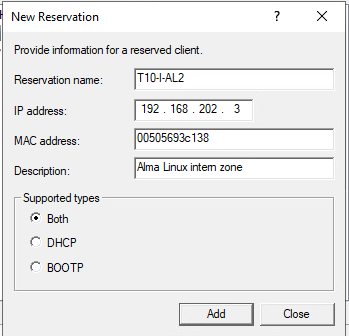 New Reservation
?
Provide information for a reserved client.
Reservation name: T10-I-AL2
IP address: 192 . 168 . 202 . 3
MAC address: 00505693c138
Description: Alma Linux intern zone
Supported types
Both
DHCP
BOOTP
Add Close